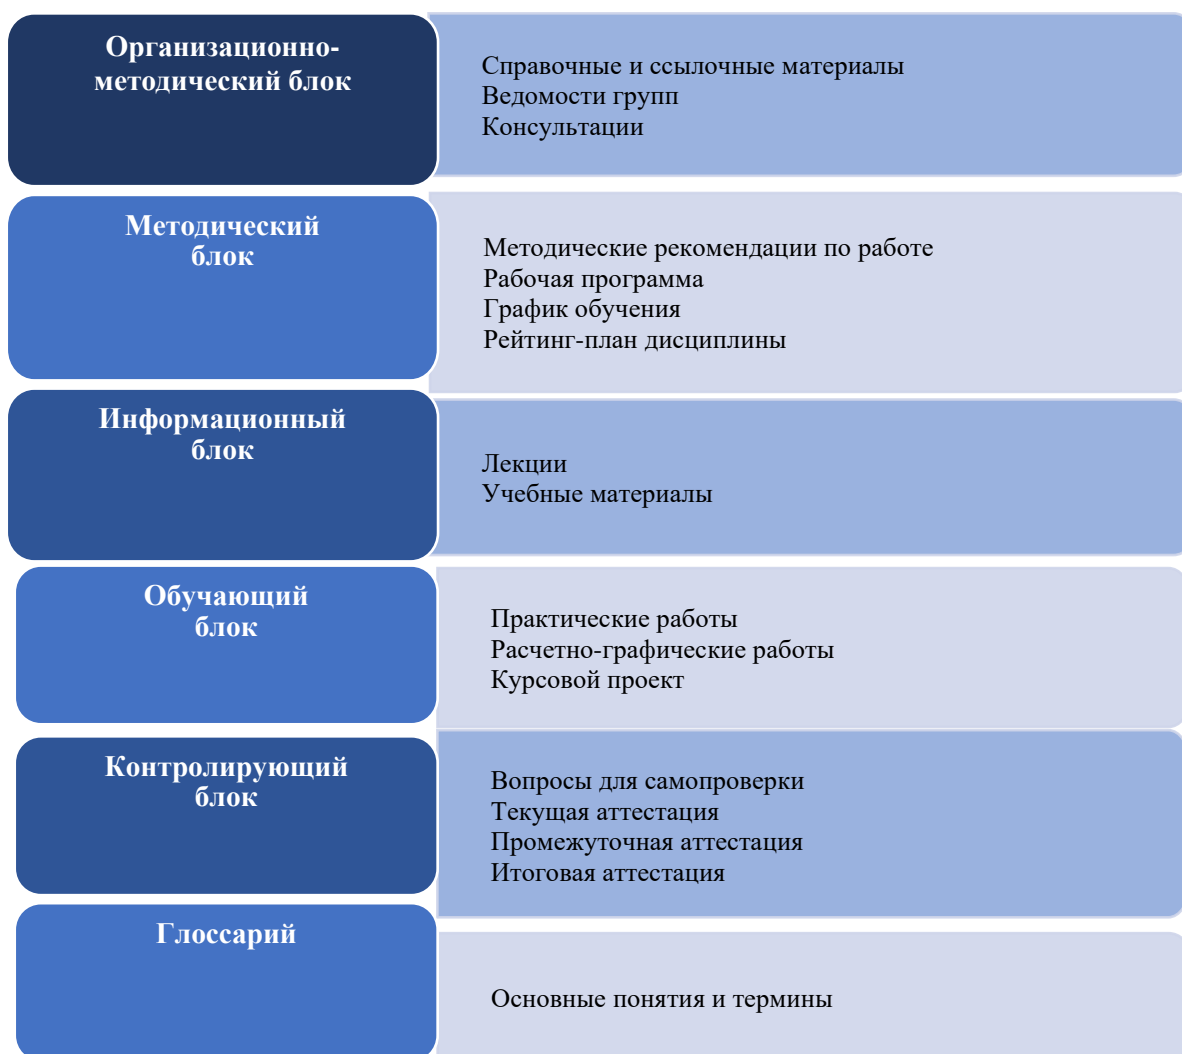 Организационно-
методический блок
Справочные и ссылочные материалы
Ведомости групп
Консультации
Методический
блок
Методические рекомендации по работе
Рабочая программа
График обучения
Рейтинг-план дисциплины
Информационный
блок
Лекции
Учебные материалы
Обучающий
блок
Практические работы
Расчетно-графические работы
Курсовой проект
Контролирующий
блок
Вопросы для самопроверки
Текущая аттестация
Промежуточная аттестация
Итоговая аттестация
Глоссарий
Основные понятия и термины